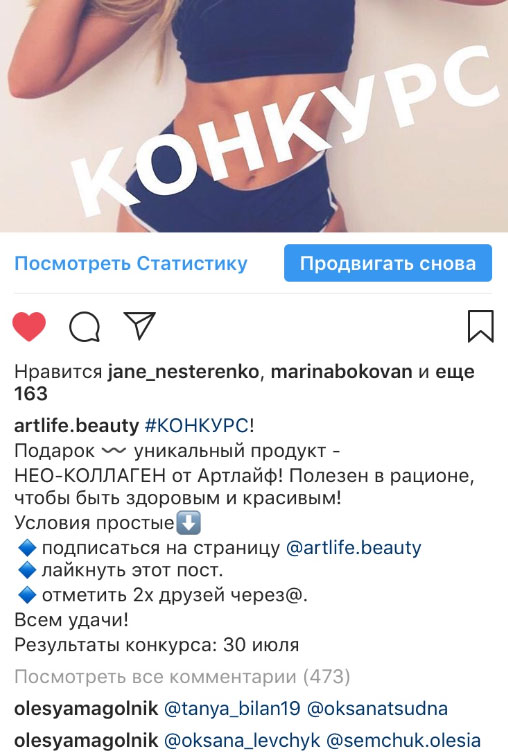 КОНКУРС
Посмотреть Статистику
Продвигать снова
Нравится jane_nesterenko, marinabokovan и еще
163
artlife.beauty #КОНКУРС!
Подарок 〰 уникальный продукт -
НЕО-КОЛЛАГЕН от Артлайф! Полезен в рационе,
чтобы быть здоровым и красивым!
Условия простые⬇️
🔷 подписаться на страницу @artlife.beauty
🔷 лайкнуть этот пост.
🔷 отметить 2х друзей через@.
Всем удачи!
Результаты конкурса: 30 июля
Посмотреть все комментарии (473)
olesyamagolnik @tanya_bilan19 @oksanatsudna
olesyamagolnik @oksana_levchyk @semchuk.olesia